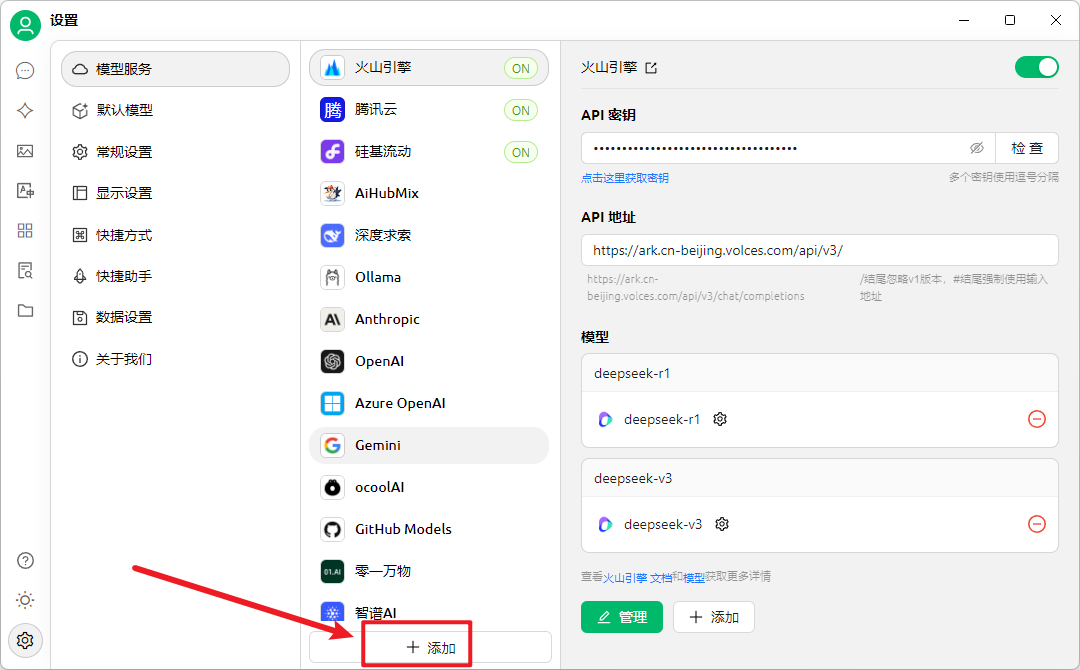 设置
模型服务
默认模型
常规设置
显示设置
快捷方式
快捷助手
数据设置
关于我们
火山引擎 ON
腾 腾讯云 ON
硅基流动 ON
AiHubMix
深度求索
Ollama
Anthropic
OpenAI
Azure OpenAI
Gemini
ocoolAI
GitHub Models
01.AI 零一万物
智谱AI
添加
火山引擎
API 密钥
检 查
点击这里获取密钥 多个密钥使用逗号分隔
API 地址
https://ark.cn-beijing.volces.com/api/v3/
https://ark.cn-
beijing.volces.com/api/v3/chat/completions
/结尾忽略v1版本，#结尾强制使用输入
地址
模型
deepseek-r1
deepseek-r1
deepseek-v3
deepseek-v3
查看火山引擎 文档和模型获取更多详情
管理 添加